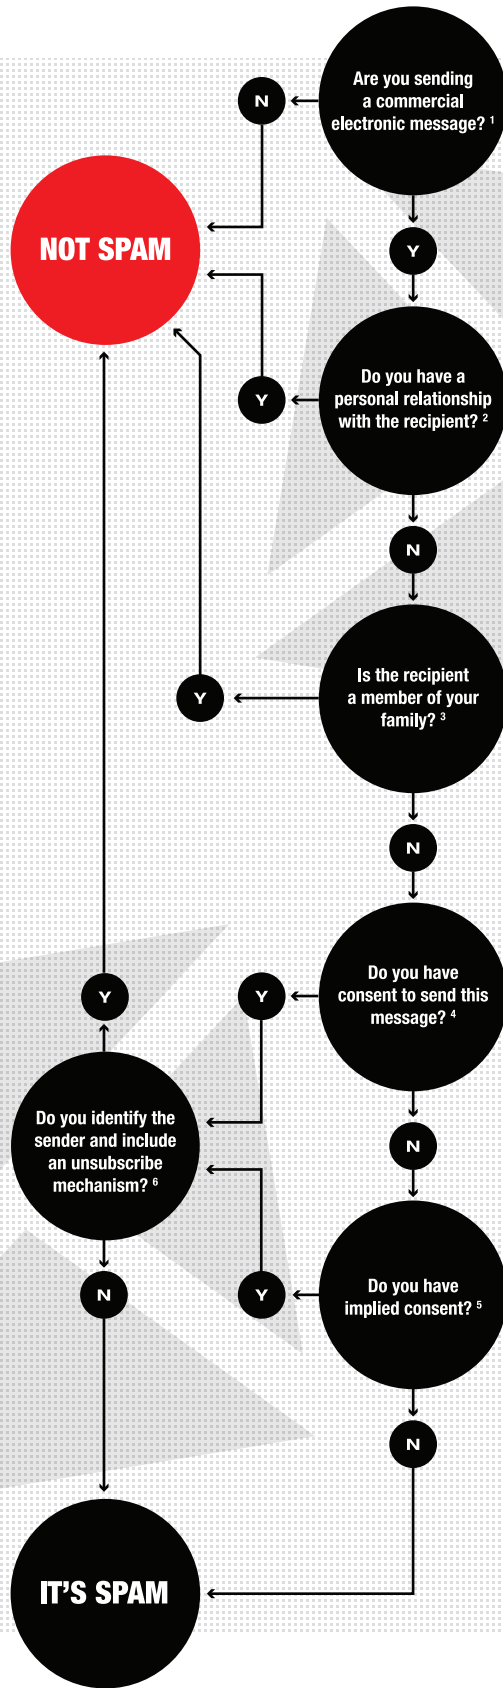 Are you sending
a commercial
electronic message? 1
N
NOT SPAM
Y
Do you have a
personal relationship
with the recipient? 2
Y
N
Is the recipient
a member of your
family? 3
Y
N
Do you have
consent to send this
message? 4
Y
Y
Do you identify the
sender and include
an unsubscribe
mechanism? 6
N
Do you have
implied consent? 5
Y
N
N
IT'S SPAM